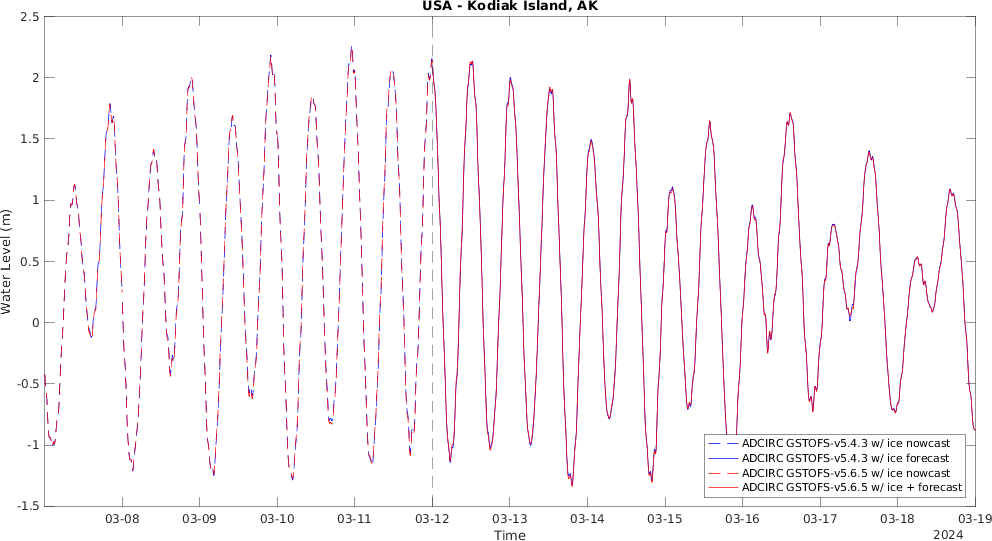 USA - Kodiak Island, AK
2.5
2
1.5
1
0.5
0
-0.5
-1
-1.5
Water Level (m)
ADCIRC GSTOFS-v5.4.3 w/ ice nowcast
ADCIRC GSTOFS-v5.4.3 w/ ice forecast
ADCIRC GSTOFS-v5.6.5 w/ ice nowcast
ADCIRC GSTOFS-v5.6.5 w/ ice + forecast
03-08 03-09 03-10 03-11 03-12 03-13 03-14 03-15 03-16 03-17 03-18 03-19
Time
2024